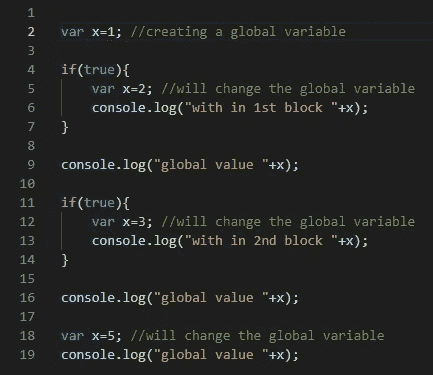 1
2 var x=1; //creating a global variable
3
4 if(true){
5 var x=2; //will change the global variable
6 console.log("with in 1st block "+x);
7 }
8
9 console.log("global value "+x);
10
11 if(true){
12 var x=3; //will change the global variable
13 console.log("with in 2nd block "+x);
14 }
15
16 console.log("global value "+x);
17
18 var x=5; //will change the global variable
19 console.log("global value "+x);